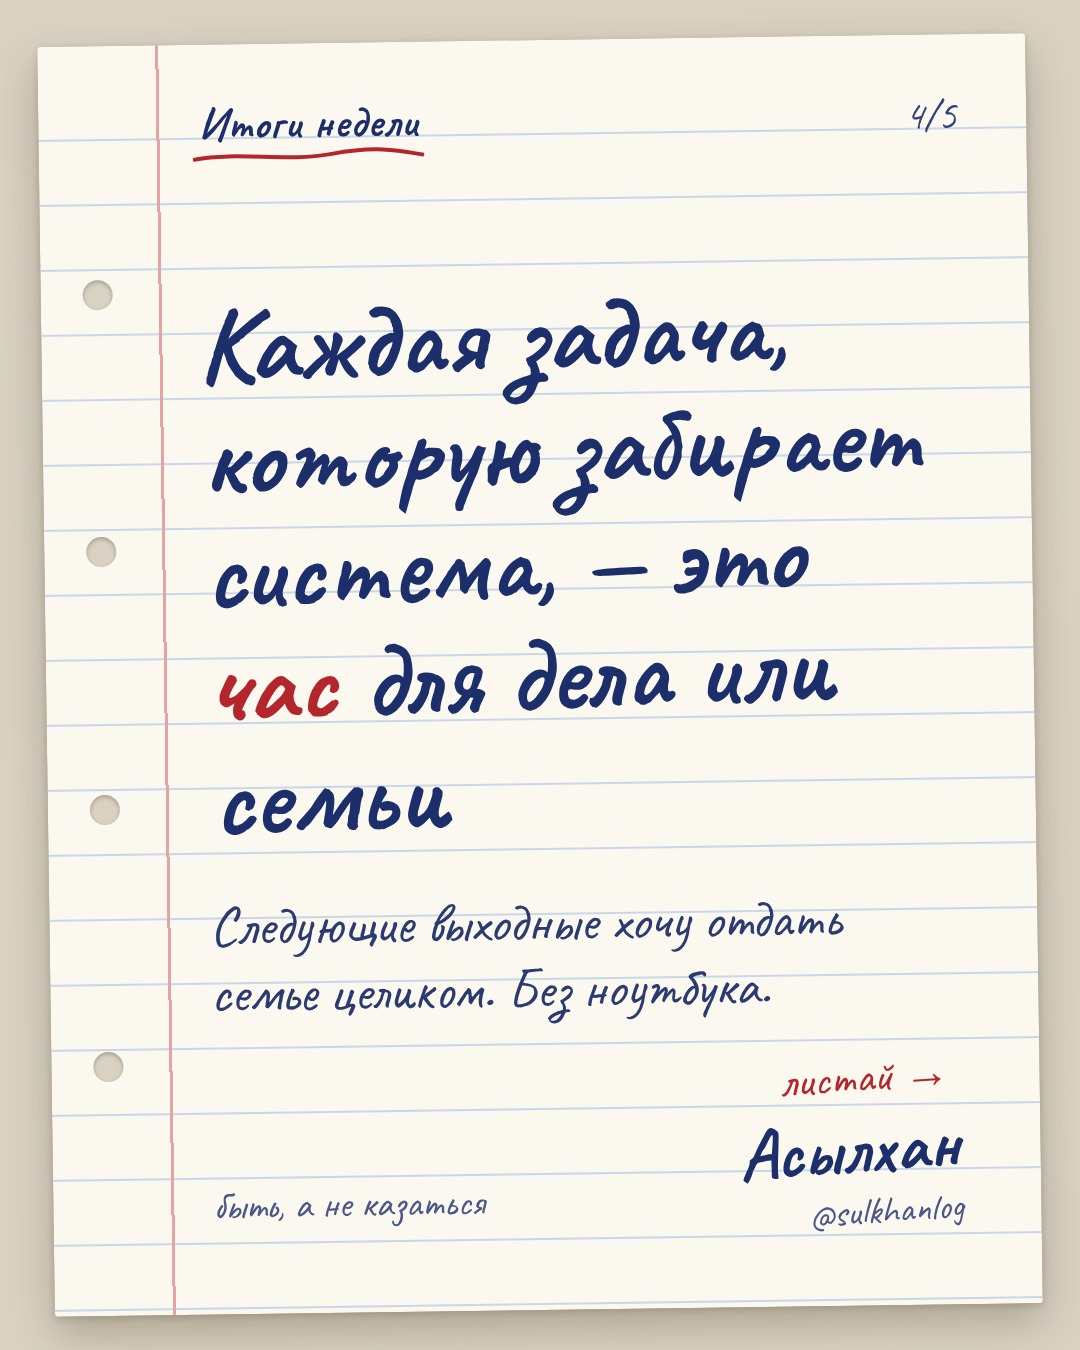 Итоги недели
4/5
Каждая задача,
которую забирает
система, — это
час для дела или
семьи
Следующие выходные хочу отдать
семье целиком. Без ноутбука.
листай →
Асылхан
быть, а не казаться
@sulkhanlog